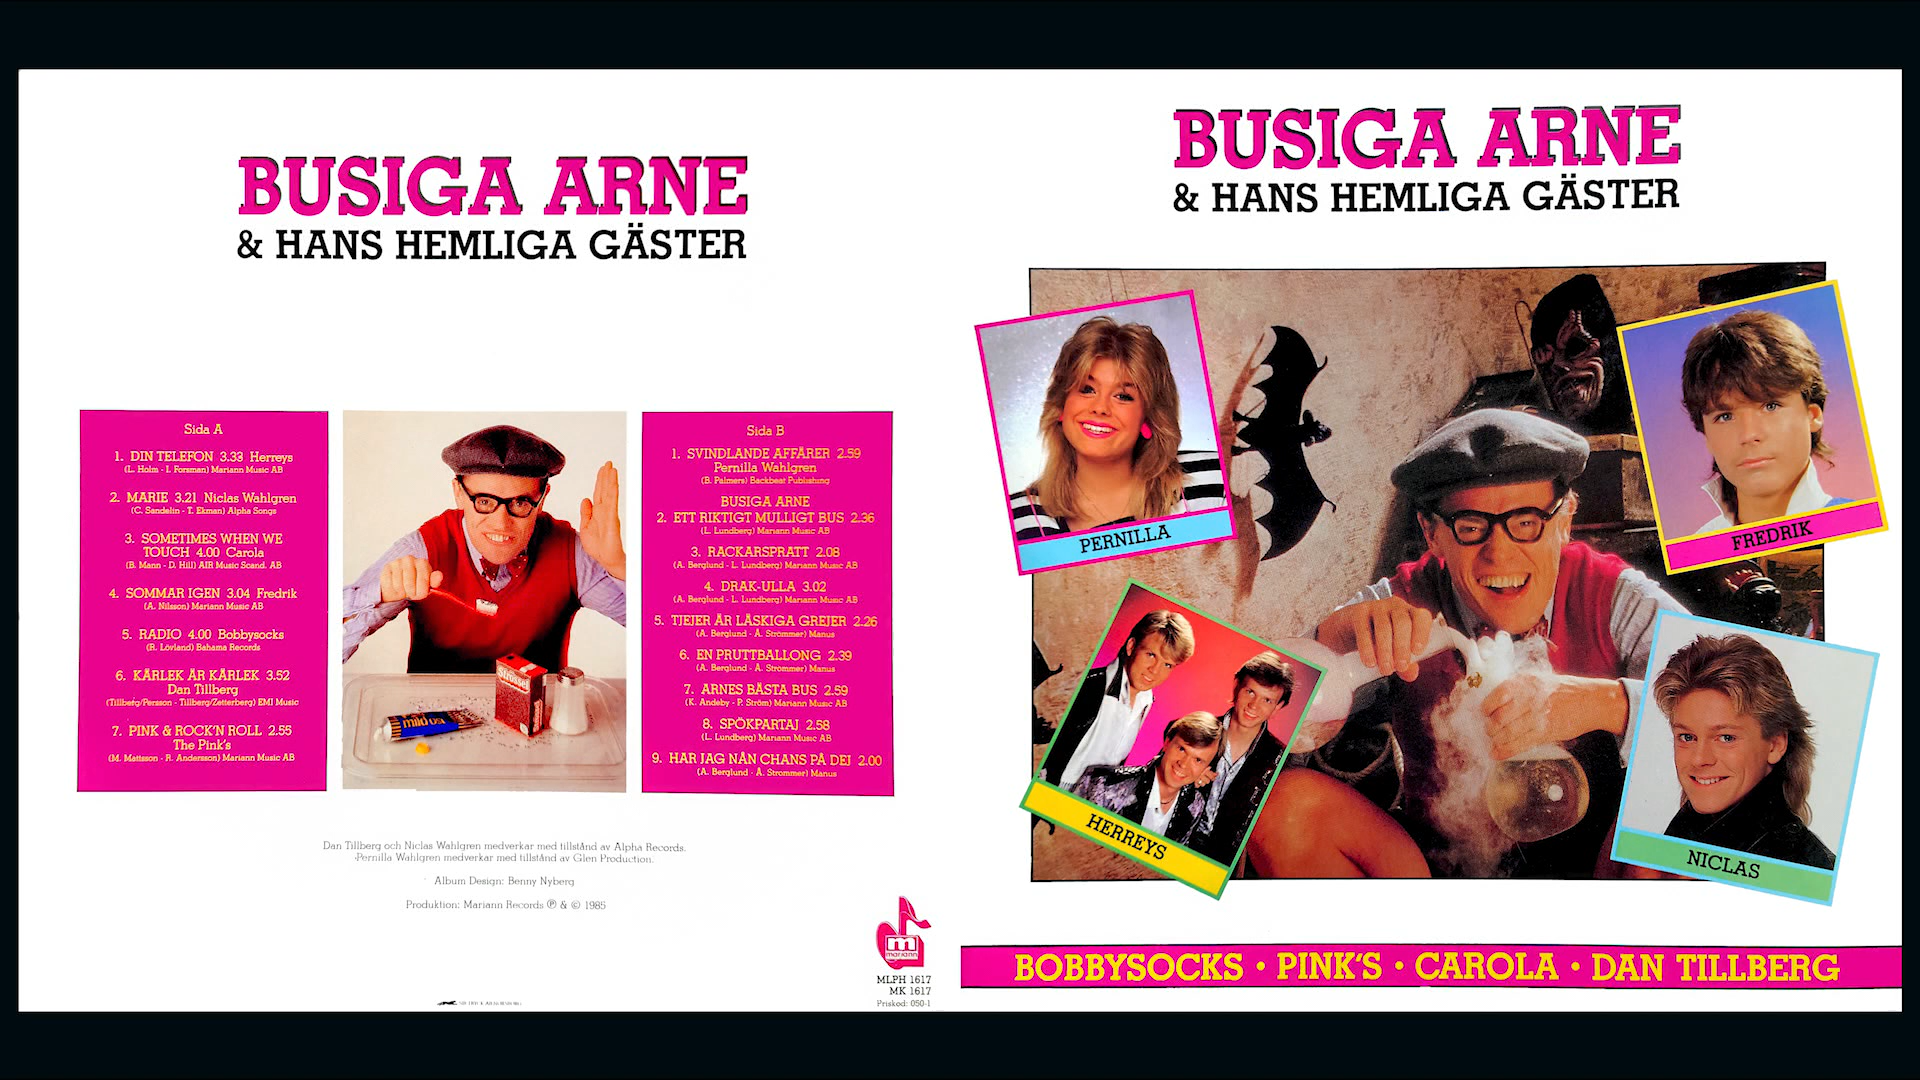 BUSIGA ARNE
& HANS HEMLIGA GÄSTER
Sida A
1. DIN TELEFON 3.33 Herreys
(L. Holm - I. Forsman) Mariann Music AB
2. MARIE 3.21 Niclas Wahlgren
(C. Sandelin - T. Ekman) Alpha Songs
3. SOMETIMES WHEN WE
TOUCH 4.00 Carola
(B. Mann - D. Hill) AIR Music Scand. AB
4. SOMMAR IGEN 3.04 Fredrik
(A. Nilsson) Mariann Music AB
5. RADIO 4.00 Bobbysocks
(R. Lövland) Bahama Records
6. KÄRLEK ÄR KÄRLEK 3.52
Dan Tillberg
(Tillberg/Persson - Tillberg/Zetterberg) EMI Music
7. PINK & ROCK'N ROLL 2.55
The Pink's
(M. Mattsson - R. Andersson) Mariann Music AB
Strössel
mild
Sida B
1. SVINDLANDE AFFÄRER 2.59
Pernilla Wahlgren
(B. Palmers) Backbeat Publishing
BUSIGA ARNE
2. ETT RIKTIGT MULLIGT BUS 2.36
(L. Lundberg) Mariann Music AB
3. RACKARSPRATT 2.08
(A. Berglund - L. Lundberg) Mariann Music AB
4. DRAK-ULLA 3.02
(A. Berglund - L. Lundberg) Mariann Music AB
5. TJEJER ÄR LÄSKIGA GREJER 2.26
(A. Berglund - Å. Strömmer) Manus
6. EN PRUTTBALLONG 2.39
(A. Berglund - Å. Strommer) Manus
7. ARNES BÄSTA BUS 2.59
(K. Andeby - P. Ström) Mariann Music AB
8. SPÖKPARTAJ 2.58
(L. Lundberg) Mariann Music AB
9. HAR JAG NÅN CHANS PÅ DEJ 2.00
(A. Berglund - Å. Strommer) Manus
Dan Tillberg och Niclas Wahlgren medverkar med tillstånd av Alpha Records.
Pernilla Wahlgren medverkar med tillstånd av Glen Production.
Album Design: Benny Nyberg
Produktion: Mariann Records ℗ & © 1985
m
mariann
MLPH 1617
MK 1617
Priskod: 050-1
BUSIGA ARNE
& HANS HEMLIGA GÄSTER
PERNILLA
FREDRIK
HERREYS
NICLAS
BOBBYSOCKS • PINK'S • CAROLA • DAN TILLBERG